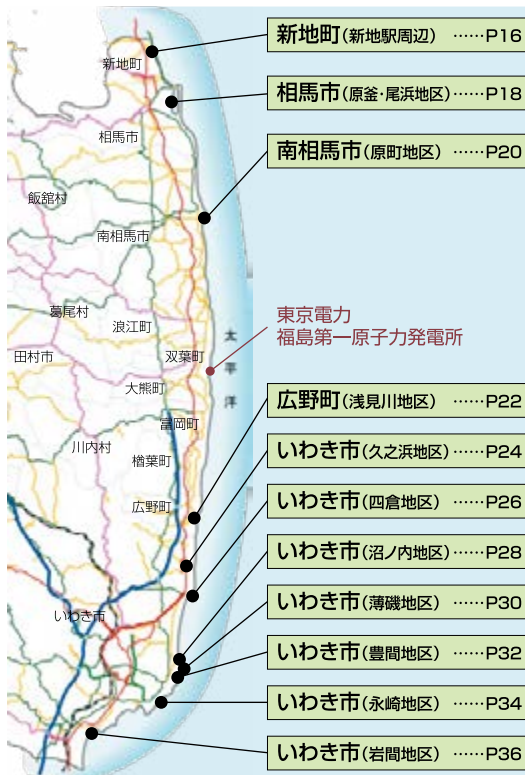 新地町(新地駅周辺) ……P16
相馬市(原釜・尾浜地区)……P18
南相馬市(原町地区) ……P20
東京電力
福島第一原子力発電所
広野町(浅見川地区) ……P22
いわき市(久之浜地区)……P24
いわき市(四倉地区) ……P26
いわき市(沼ノ内地区)……P28
いわき市(薄磯地区) ……P30
いわき市(豊間地区) ……P32
いわき市(永崎地区) ……P34
いわき市(岩間地区) ……P36
新地町
相馬市
飯舘村
南相馬市
葛尾村
浪江町
田村市
双葉町
大熊町
富岡町
川内村
楢葉町
広野町
いわき市
太平洋